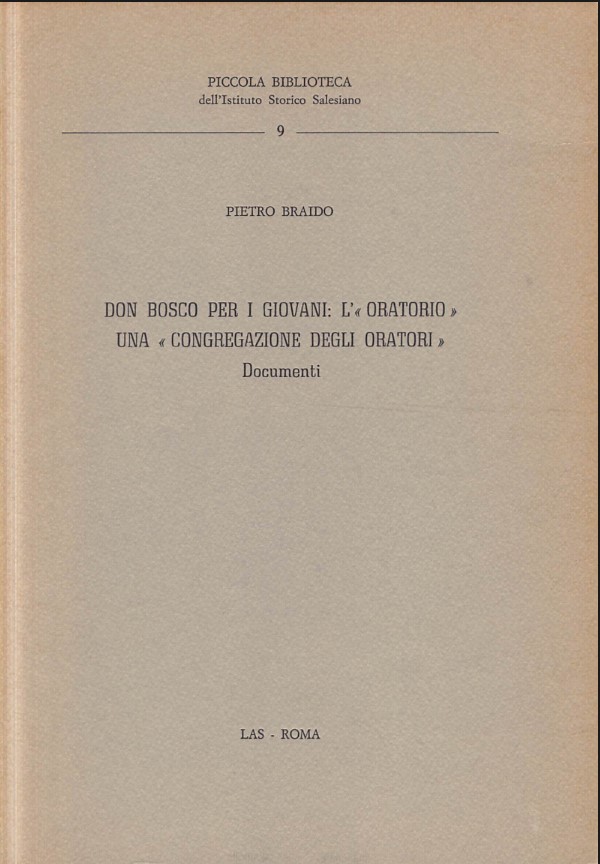 PICCOLA BIBLIOTECA
dell'Istituto Storico Salesiano
9
PIETRO BRAIDO
DON BOSCO PER I GIOVANI: L'« ORATORIO »
UNA « CONGREGAZIONE DEGLI ORATORI »
Documenti
LAS - ROMA